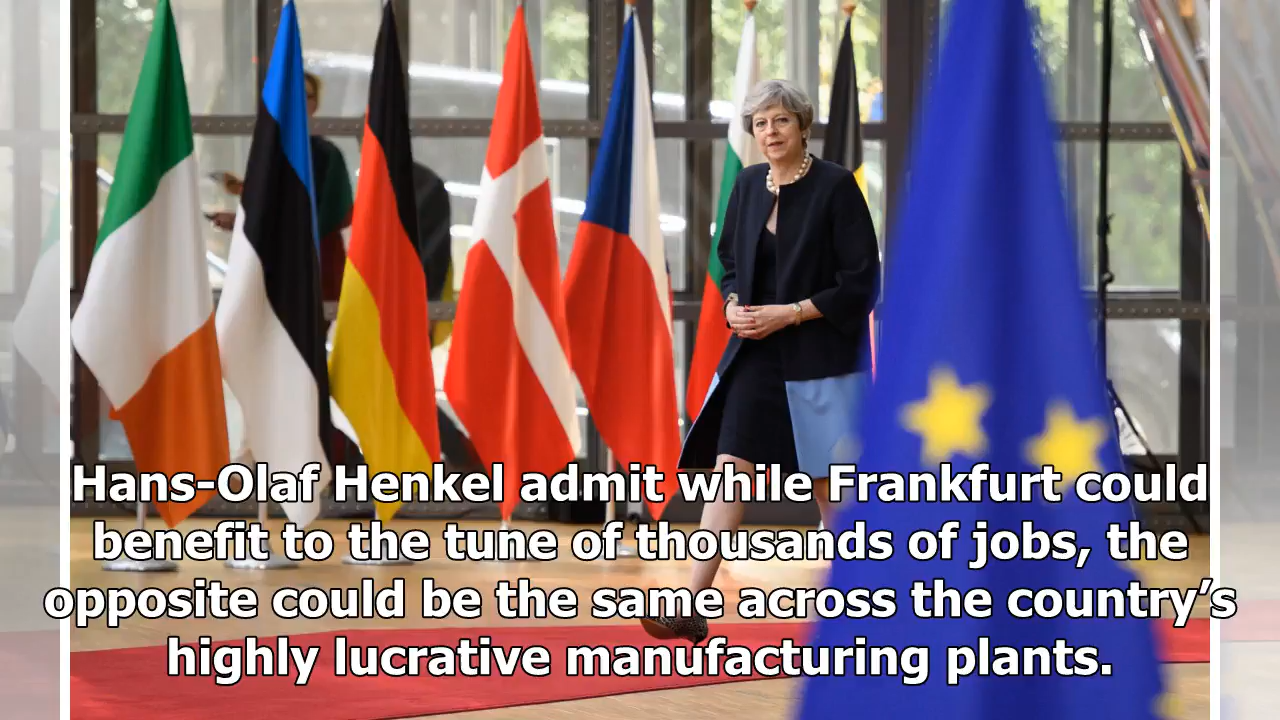 Hans-Olaf Henkel admit while Frankfurt could
benefit to the tune of thousands of jobs, the
opposite could be the same across the country’s
highly lucrative manufacturing plants.